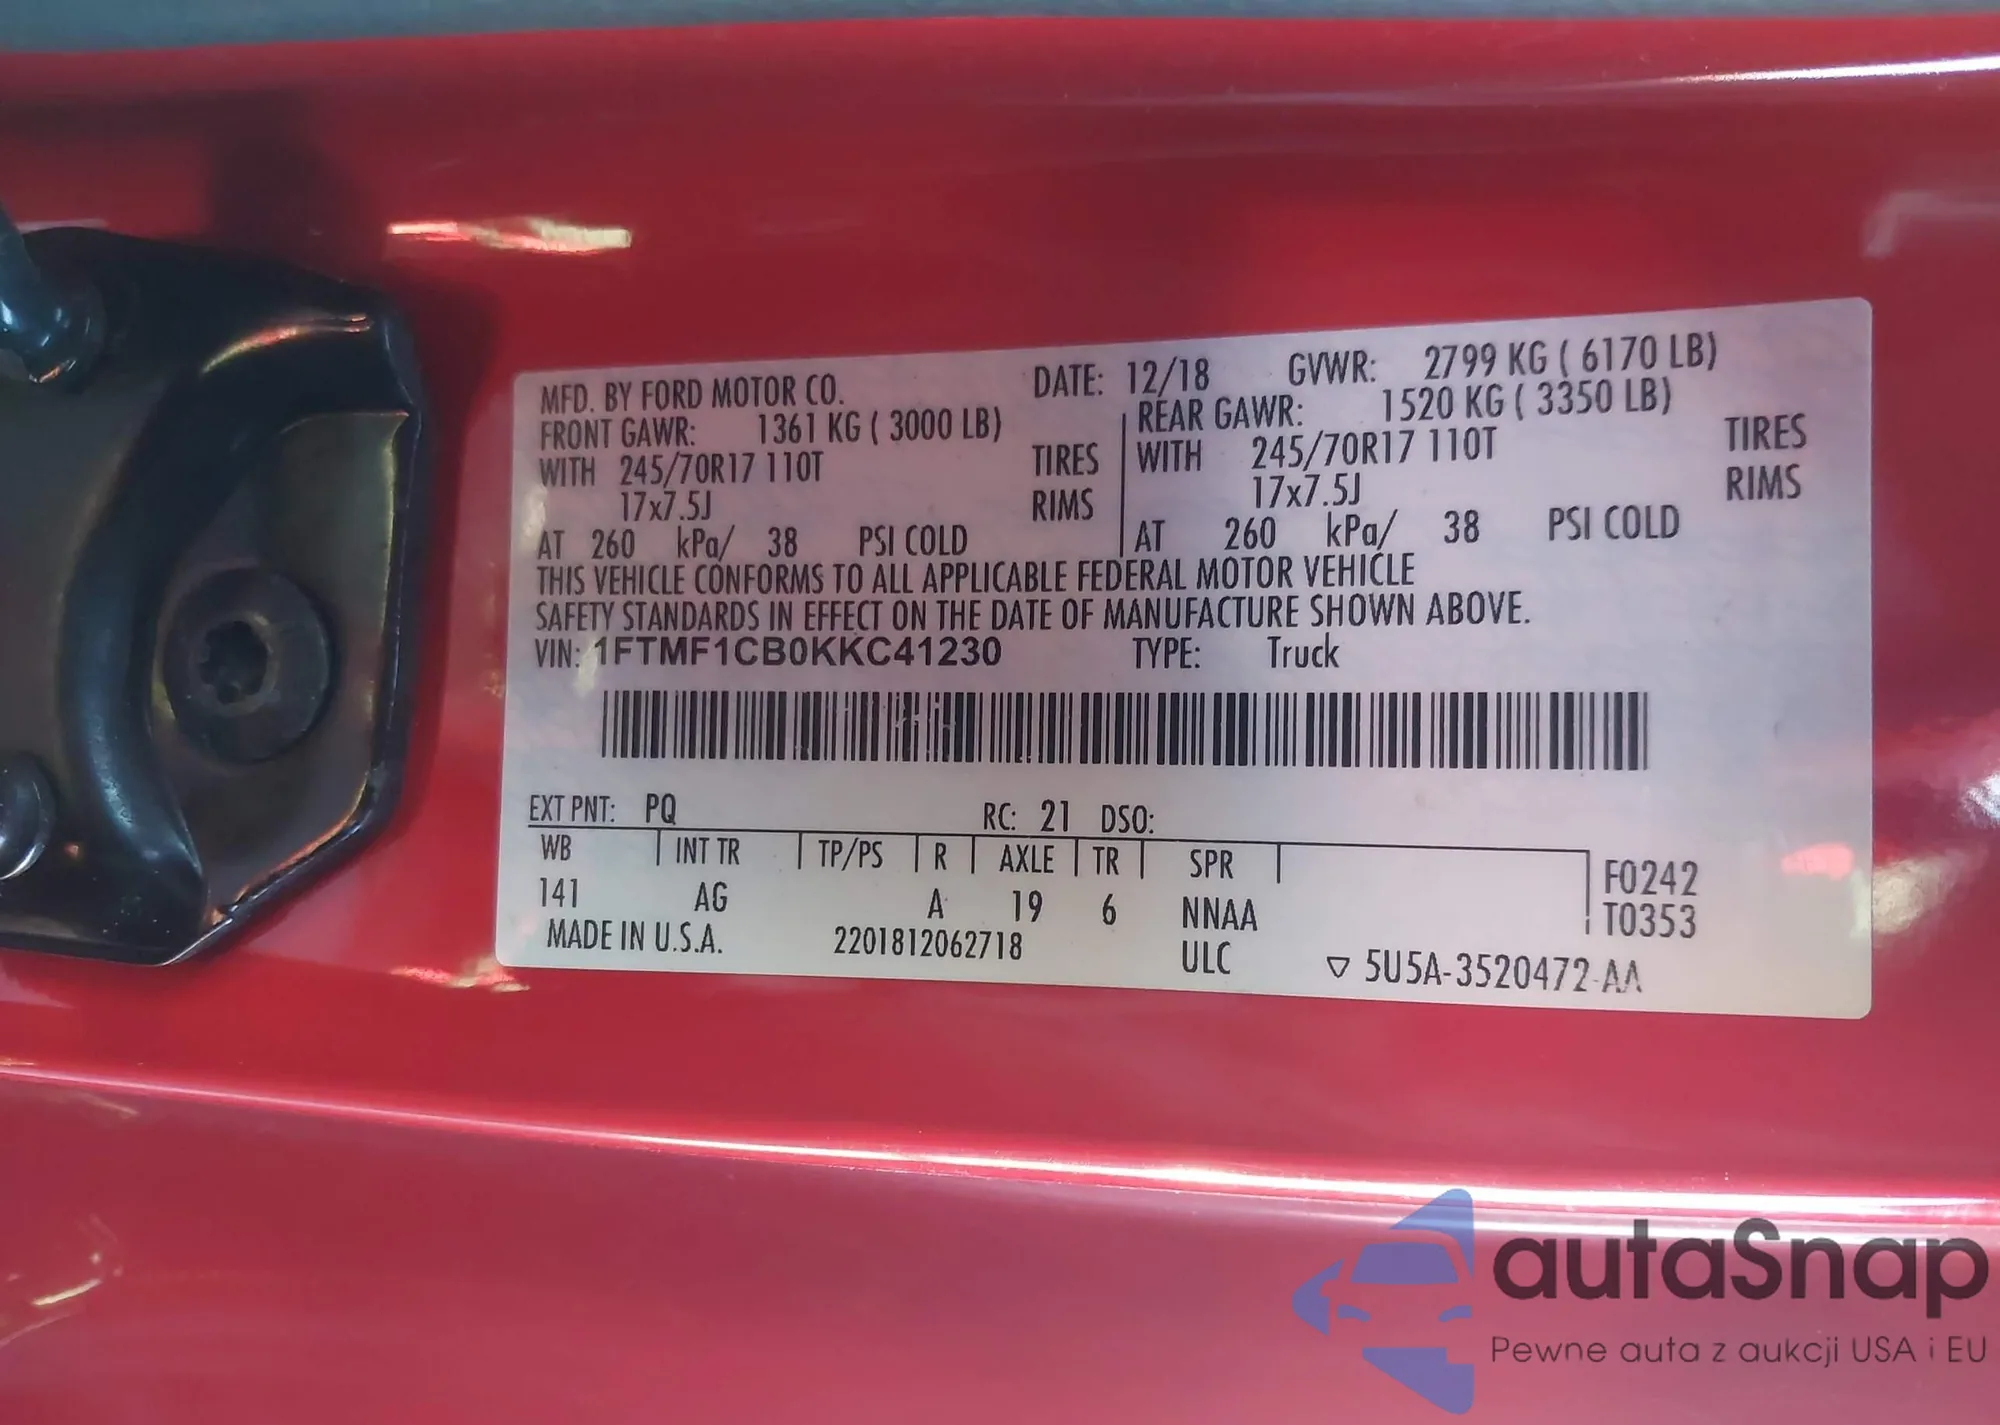 MFD. BY FORD MOTOR CO. DATE: 12/18 GVWR: 2799 KG ( 6170 LB)
FRONT GAWR: 1361 KG ( 3000 LB) REAR GAWR: 1520 KG ( 3350 LB)
WITH 245/70R17 110T TIRES WITH 245/70R17 110T TIRES
17x7.5J RIMS 17x7.5J RIMS
AT 260 kPa/ 38 PSI COLD AT 260 kPa/ 38 PSI COLD
THIS VEHICLE CONFORMS TO ALL APPLICABLE FEDERAL MOTOR VEHICLE
SAFETY STANDARDS IN EFFECT ON THE DATE OF MANUFACTURE SHOWN ABOVE.
VIN: 1FTMF1CB0KKC41230 TYPE: Truck
EXT PNT: PQ RC: 21 DSO:
WB INT TR TP/PS R AXLE TR SPR F0242
141 AG A 19 6 NNAA T0353
MADE IN U.S.A. 2201812062718 ULC ▽ 5U5A-3520472-AA
autaSnap
Pewne auta z aukcji USA i EU